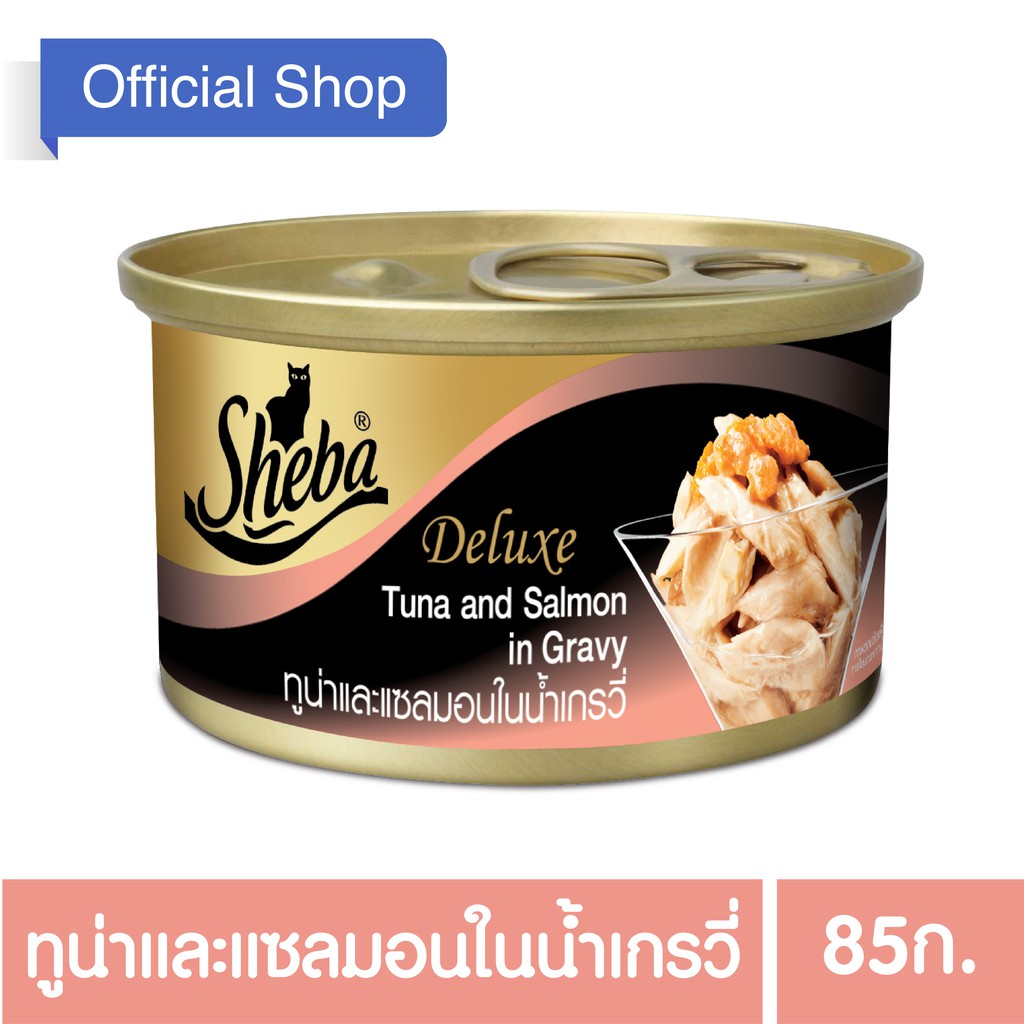 Official Shop
Sheba®
Deluxe
Tuna and Salmon
in Gravy
ทูน่าและแซลมอนในน้ำเกรวี่
ทูน่าและแซลมอนในน้ำเกรวี่
85ก.